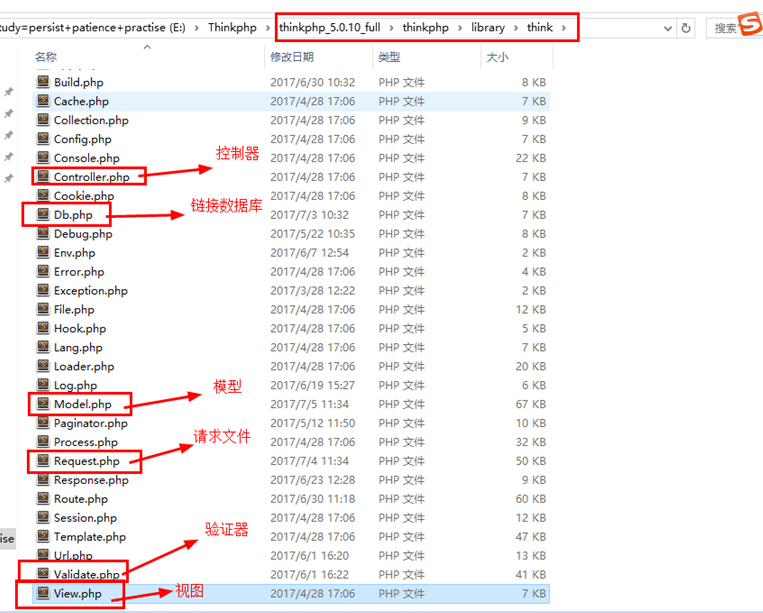 tudy=persist+patience+practise (E:) › Thinkphp › thinkphp_5.0.10_full › thinkphp › library › think › 搜索"
名称 修改日期 类型 大小
Build.php 2017/6/30 10:32 PHP 文件 8 KB
Cache.php 2017/4/28 17:06 PHP 文件 7 KB
Collection.php 2017/4/28 17:06 PHP 文件 9 KB
Config.php 2017/4/28 17:06 PHP 文件 7 KB
Console.php 2017/4/28 17:06 PHP 文件 22 KB
控制器
Controller.php 2017/4/28 17:06 PHP 文件 7 KB
Cookie.php 2017/4/28 17:06 PHP 文件 8 KB
链接数据库
Db.php 2017/7/3 10:32 PHP 文件 7 KB
Debug.php 2017/5/22 10:35 PHP 文件 8 KB
Env.php 2017/6/7 12:54 PHP 文件 2 KB
Error.php 2017/4/28 17:06 PHP 文件 4 KB
Exception.php 2017/3/28 12:22 PHP 文件 2 KB
File.php 2017/4/28 17:06 PHP 文件 12 KB
Hook.php 2017/4/28 17:06 PHP 文件 5 KB
Lang.php 2017/4/28 17:06 PHP 文件 7 KB
Loader.php 2017/4/28 17:06 PHP 文件 20 KB
Log.php 2017/6/19 15:27 PHP 文件 6 KB
模型
Model.php 2017/7/5 11:34 PHP 文件 67 KB
Paginator.php 2017/5/12 11:50 PHP 文件 10 KB
Process.php 2017/4/28 17:06 PHP 文件 32 KB
请求文件
Request.php 2017/7/4 11:34 PHP 文件 50 KB
Response.php 2017/6/23 12:28 PHP 文件 9 KB
Route.php 2017/6/30 11:18 PHP 文件 60 KB
Session.php 2017/4/28 17:06 PHP 文件 12 KB
验证器
Template.php 2017/4/28 17:06 PHP 文件 47 KB
ise
Url.php 2017/6/1 16:20 PHP 文件 13 KB
Validate.php 2017/6/1 16:22 PHP 文件 41 KB
View.php 视图 2017/4/28 17:06 PHP 文件 7 KB